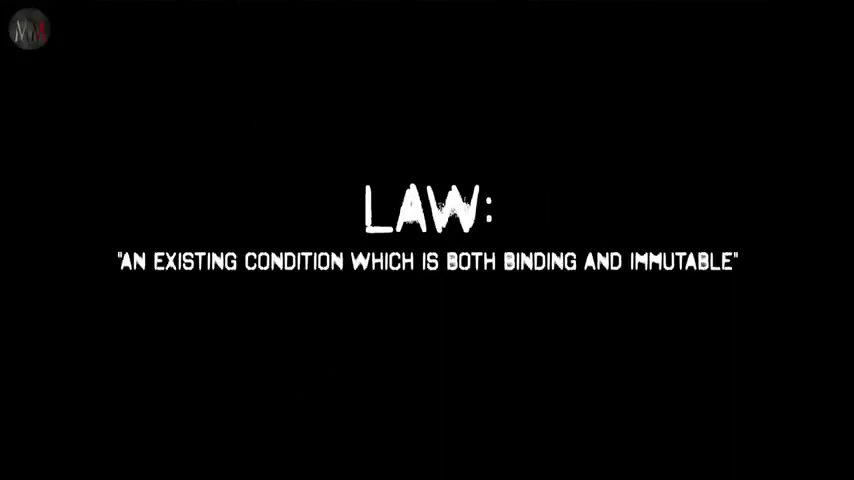 LAW:
"AN EXISTING CONDITION WHICH IS BOTH BINDING AND IMMUTABLE"